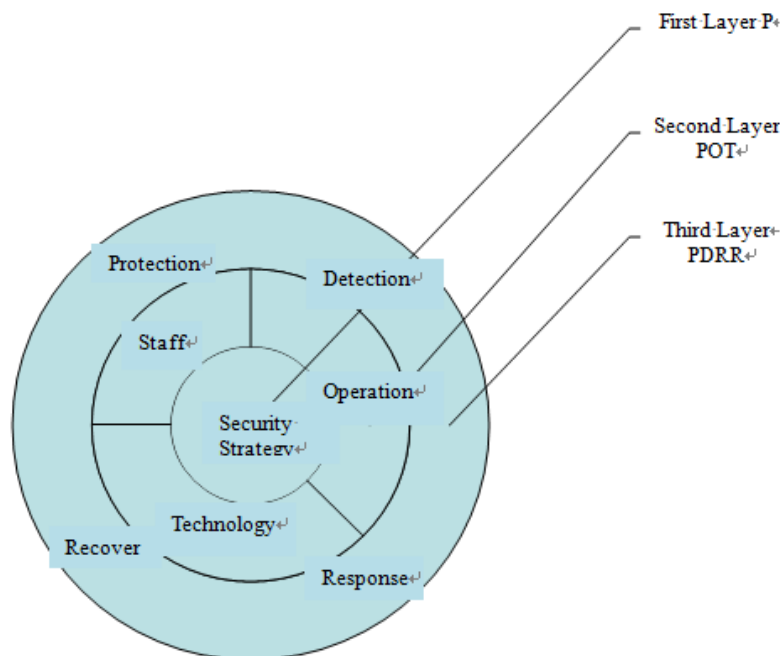 First Layer P
Second Layer
POT
Third Layer
PDRR
Protection
Detection
Staff
Operation
Security
Strategy
Technology
Recover
Response